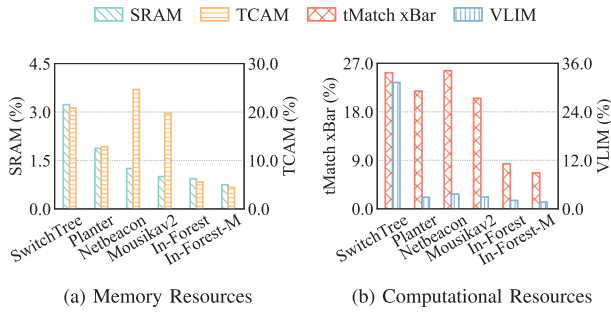 SRAM TCAM tMatch xBar VLIM
4.5 30.0 27.0 36.0
3.0 20.0 18.0 24.0
1.5 10.0 9.0 12.0
0.0 0.0 0.0 0.0
SRAM (%)
TCAM (%)
tMatch xBar (%)
VLIM (%)
SwitchTree
Planter
Netbeacon
Mousikav2
In-Forest
In-Forest-M
SwitchTree
Planter
Netbeacon
Mousikav2
In-Forest
In-Forest-M
(a) Memory Resources
(b) Computational Resources